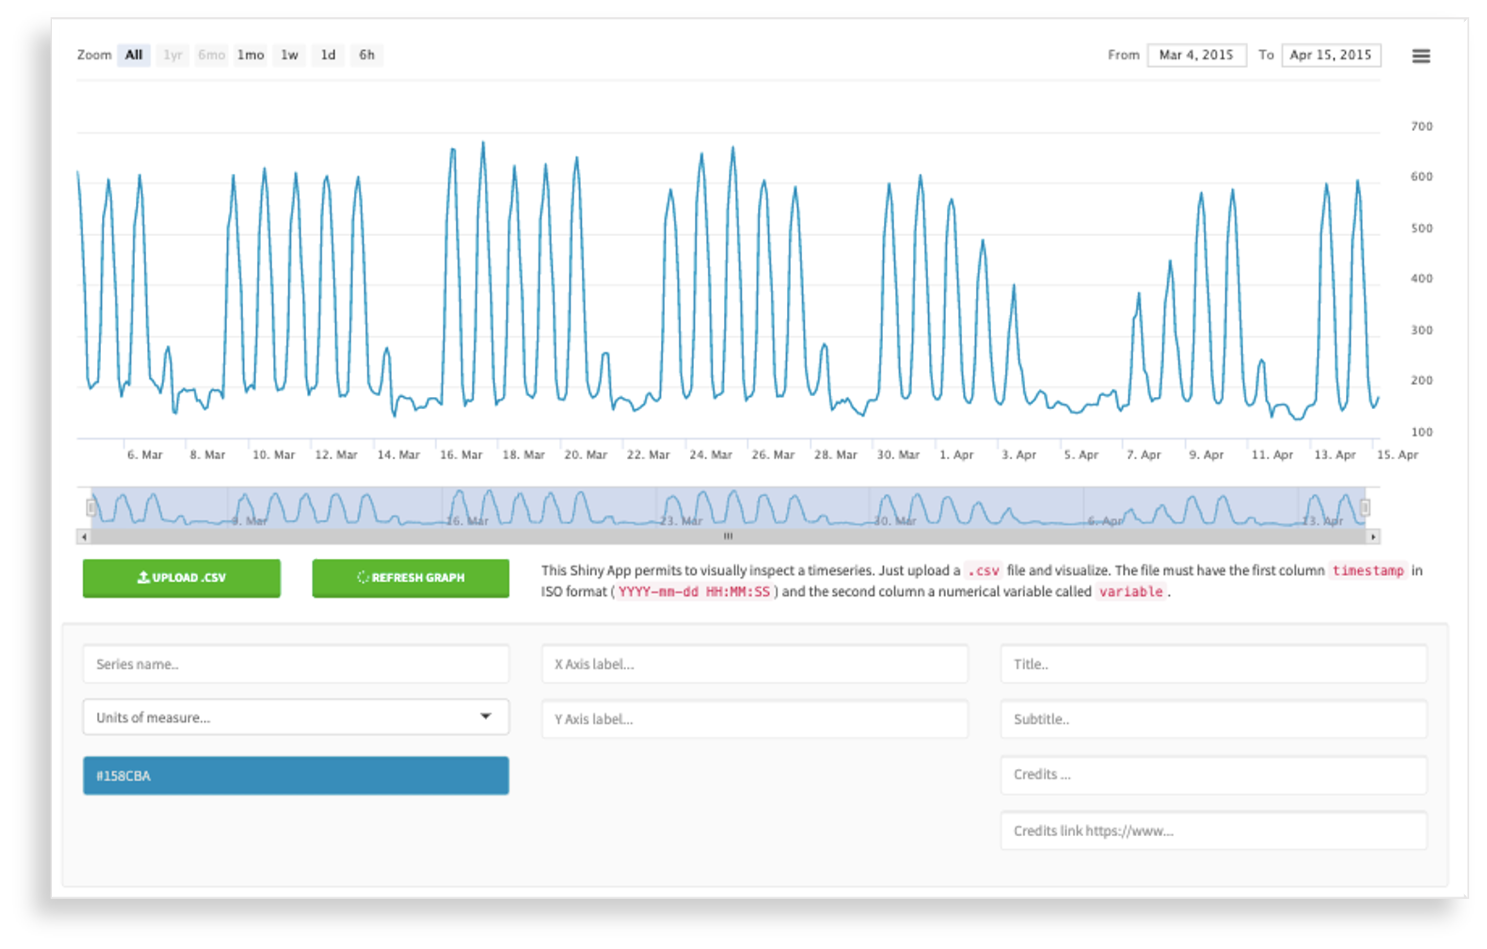 Zoom All 1yr 6mo 1mo 1w 1d 6h From Mar 4, 2015 To Apr 15, 2015
700
600
500
400
300
200
100
6. Mar 8. Mar 10. Mar 12. Mar 14. Mar 16. Mar 18. Mar 20. Mar 22. Mar 24. Mar 26. Mar 28. Mar 30. Mar 1. Apr 3. Apr 5. Apr 7. Apr 9. Apr 11. Apr 13. Apr 15. Apr
9. Mar 16. Mar 23. Mar 30. Mar 6. Apr 13. Apr
UPLOAD .CSV REFRESH GRAPH
This Shiny App permits to visually inspect a timeseries. Just upload a .csv file and visualize. The file must have the first column timestamp in
ISO format ( YYYY-mm-dd HH:MM:SS ) and the second column a numerical variable called variable .
Series name.. X Axis label... Title..
Units of measure... Y Axis label... Subtitle..
#158CBA Credits ...
Credits link https://www...